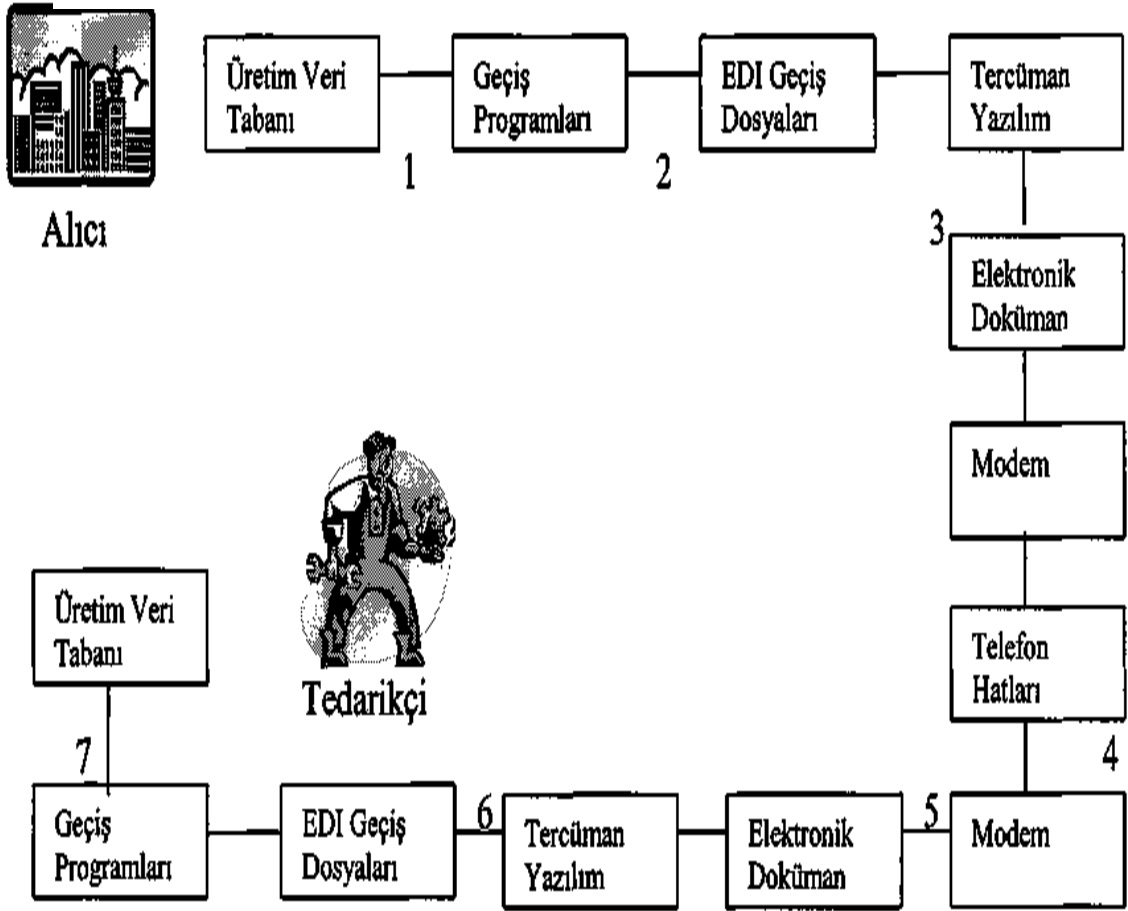 Alıcı
Üretim Veri
Tabanı
1
Geçiş
Programları
2
EDI Geçiş
Dosyaları
Tercüman
Yazılım
3
Elektronik
Doküman
Modem
Telefon
Hatları
4
Modem
5
Elektronik
Doküman
Tercüman
Yazılım
6
EDI Geçiş
Dosyaları
Geçiş
Programları
7
Üretim Veri
Tabanı
Tedarikçi